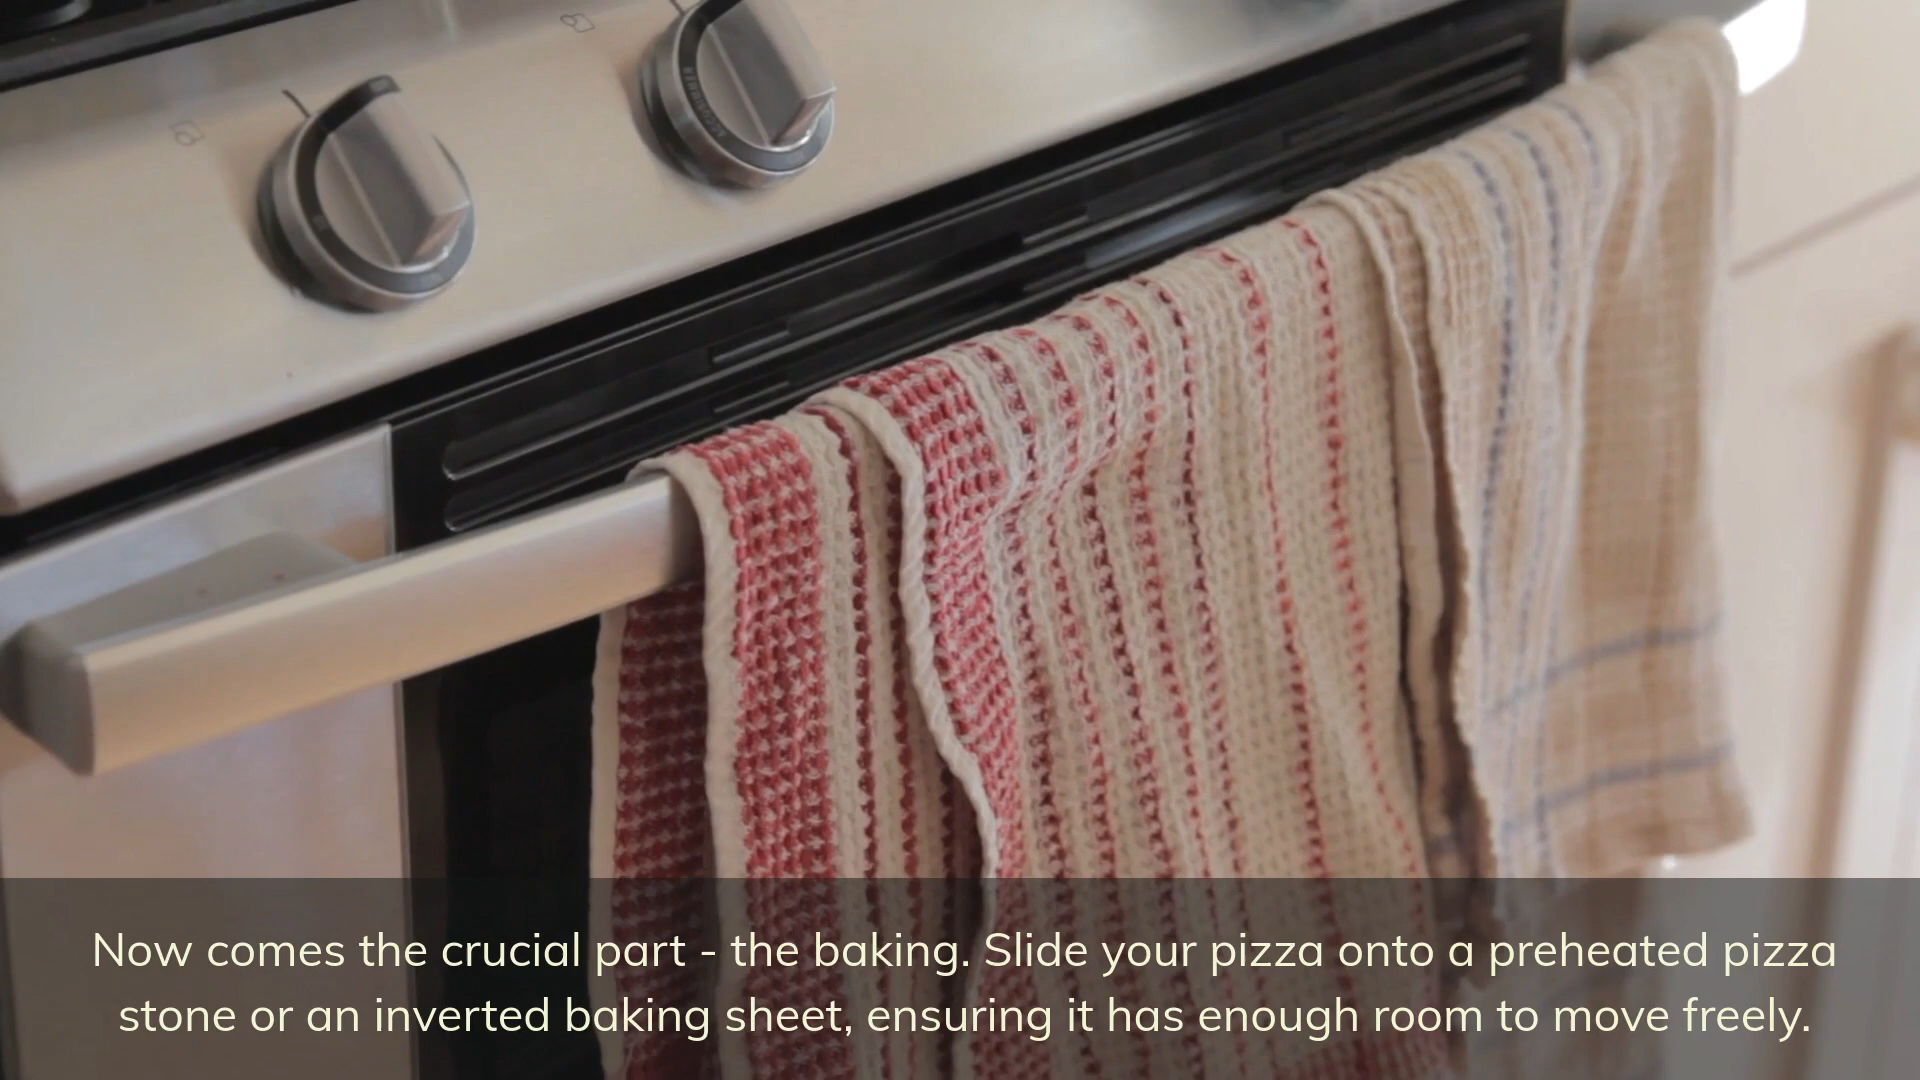 Now comes the crucial part - the baking. Slide your pizza onto a preheated pizza
stone or an inverted baking sheet, ensuring it has enough room to move freely.